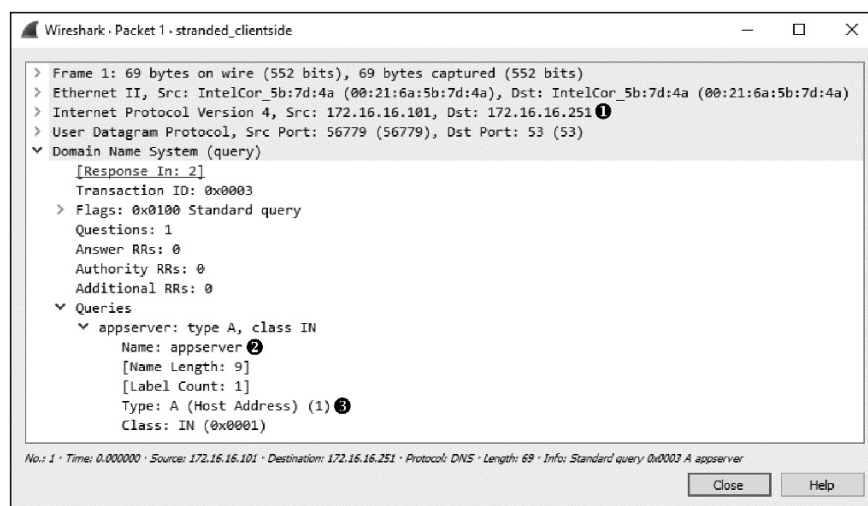 Wireshark · Packet 1 · stranded_clientside
Frame 1: 69 bytes on wire (552 bits), 69 bytes captured (552 bits)
Ethernet II, Src: IntelCor_5b:7d:4a (00:21:6a:5b:7d:4a), Dst: IntelCor_5b:7d:4a (00:21:6a:5b:7d:4a)
Internet Protocol Version 4, Src: 172.16.16.101, Dst: 172.16.16.251 ❶
User Datagram Protocol, Src Port: 56779 (56779), Dst Port: 53 (53)
Domain Name System (query)
[Response In: 2]
Transaction ID: 0x0003
Flags: 0x0100 Standard query
Questions: 1
Answer RRs: 0
Authority RRs: 0
Additional RRs: 0
Queries
appserver: type A, class IN
Name: appserver ❷
[Name Length: 9]
[Label Count: 1]
Type: A (Host Address) (1) ❸
Class: IN (0x0001)
No.: 1 · Time: 0.000000 · Source: 172.16.16.101 · Destination: 172.16.16.251 · Protocol: DNS · Length: 69 · Info: Standard query 0x0003 A appserver
Close Help